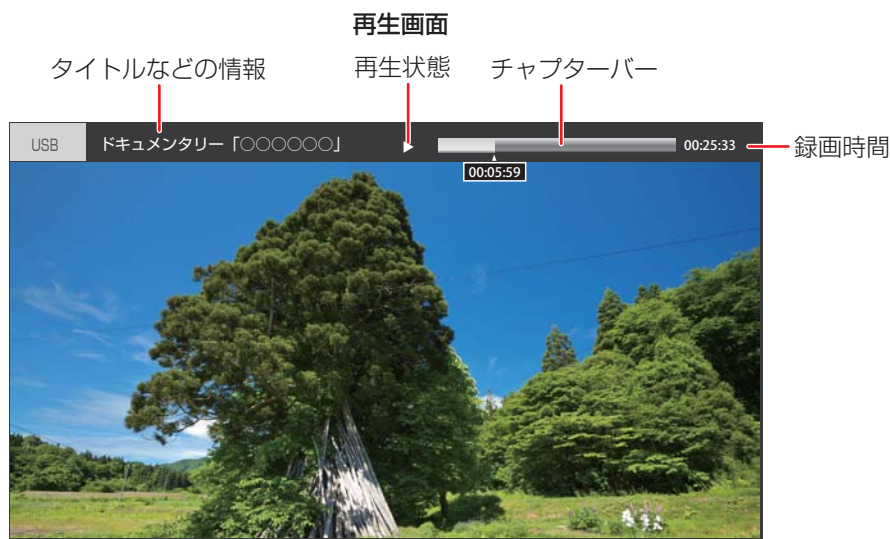 再生画面
タイトルなどの情報
再生状態
チャプターバー
USB
ドキュメンタリー「○○○○○○」
00:25:33
録画時間
00:05:59